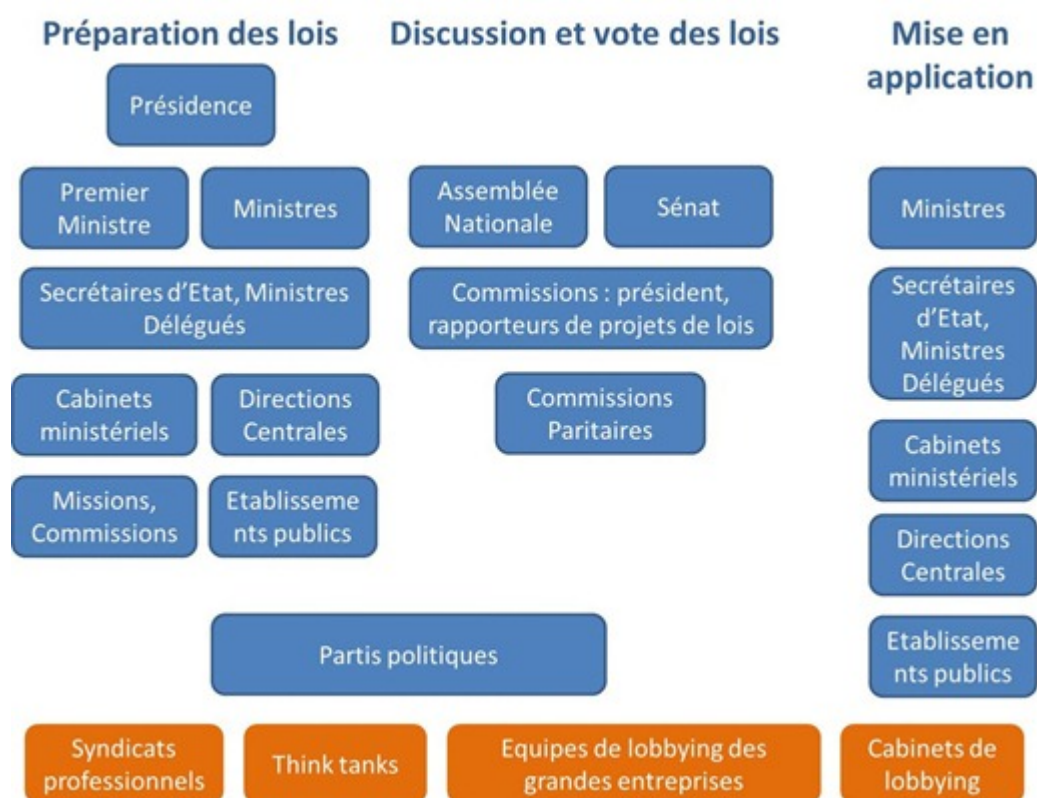 Préparation des lois
Discussion et vote des lois
Mise en
application
Présidence
Premier
Ministre
Ministres
Assemblée
Nationale
Sénat
Ministres
Secrétaires d'Etat, Ministres
Délégués
Commissions : président,
rapporteurs de projets de lois
Secrétaires
d'Etat,
Ministres
Délégués
Cabinets
ministériels
Directions
Centrales
Commissions
Paritaires
Cabinets
ministériels
Missions,
Commissions
Etablisseme
nts publics
Directions
Centrales
Partis politiques
Etablisseme
nts publics
Syndicats
professionnels
Think tanks
Equipes de lobbying des
grandes entreprises
Cabinets de
lobbying